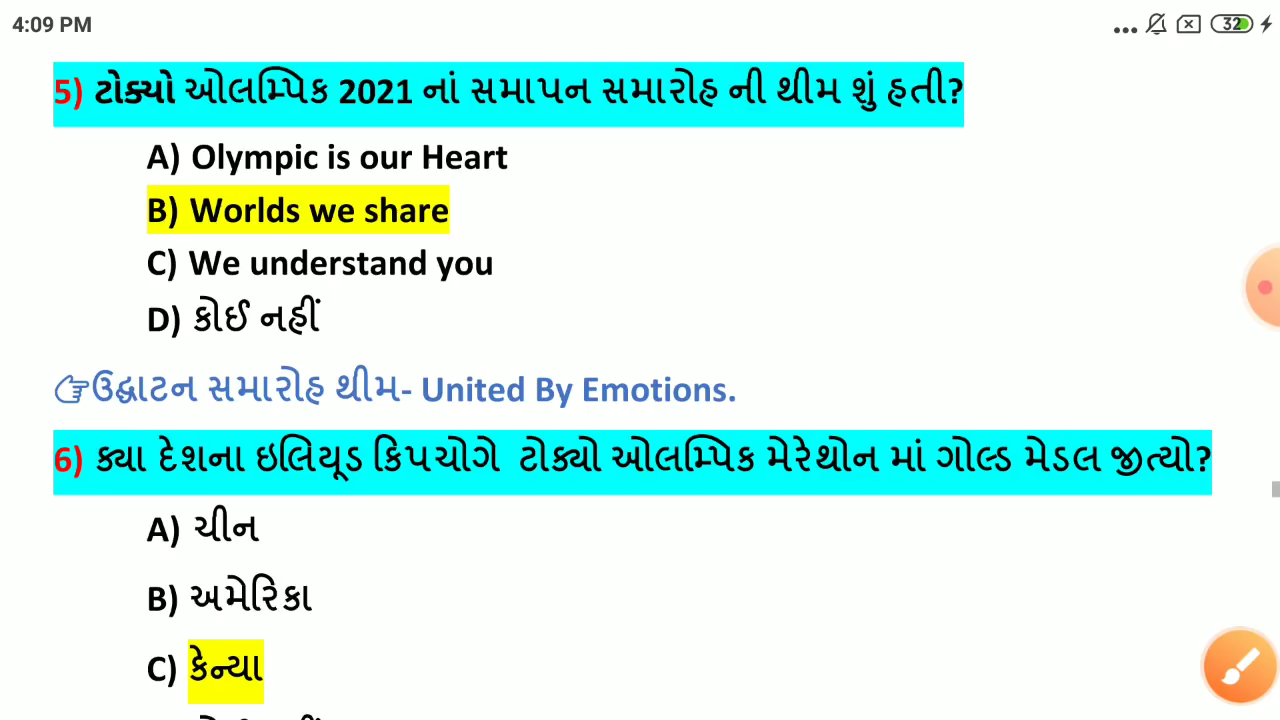 4:09 PM
32
5) ટોક્યો ઓલમ્પિક 2021 નાં સમાપન સમારોહ ની થીમ શું હતી?
A) Olympic is our Heart
B) Worlds we share
C) We understand you
D) કોઈ નહીં
👉ઉદ્ઘાટન સમારોહ થીમ- United By Emotions.
6) ક્યા દેશના ઇલિયૂડ કિપચોગે ટોક્યો ઓલમ્પિક મેરેથોન માં ગોલ્ડ મેડલ જીત્યો?
A) ચીન
B) અમેરિકા
C) કેન્યા